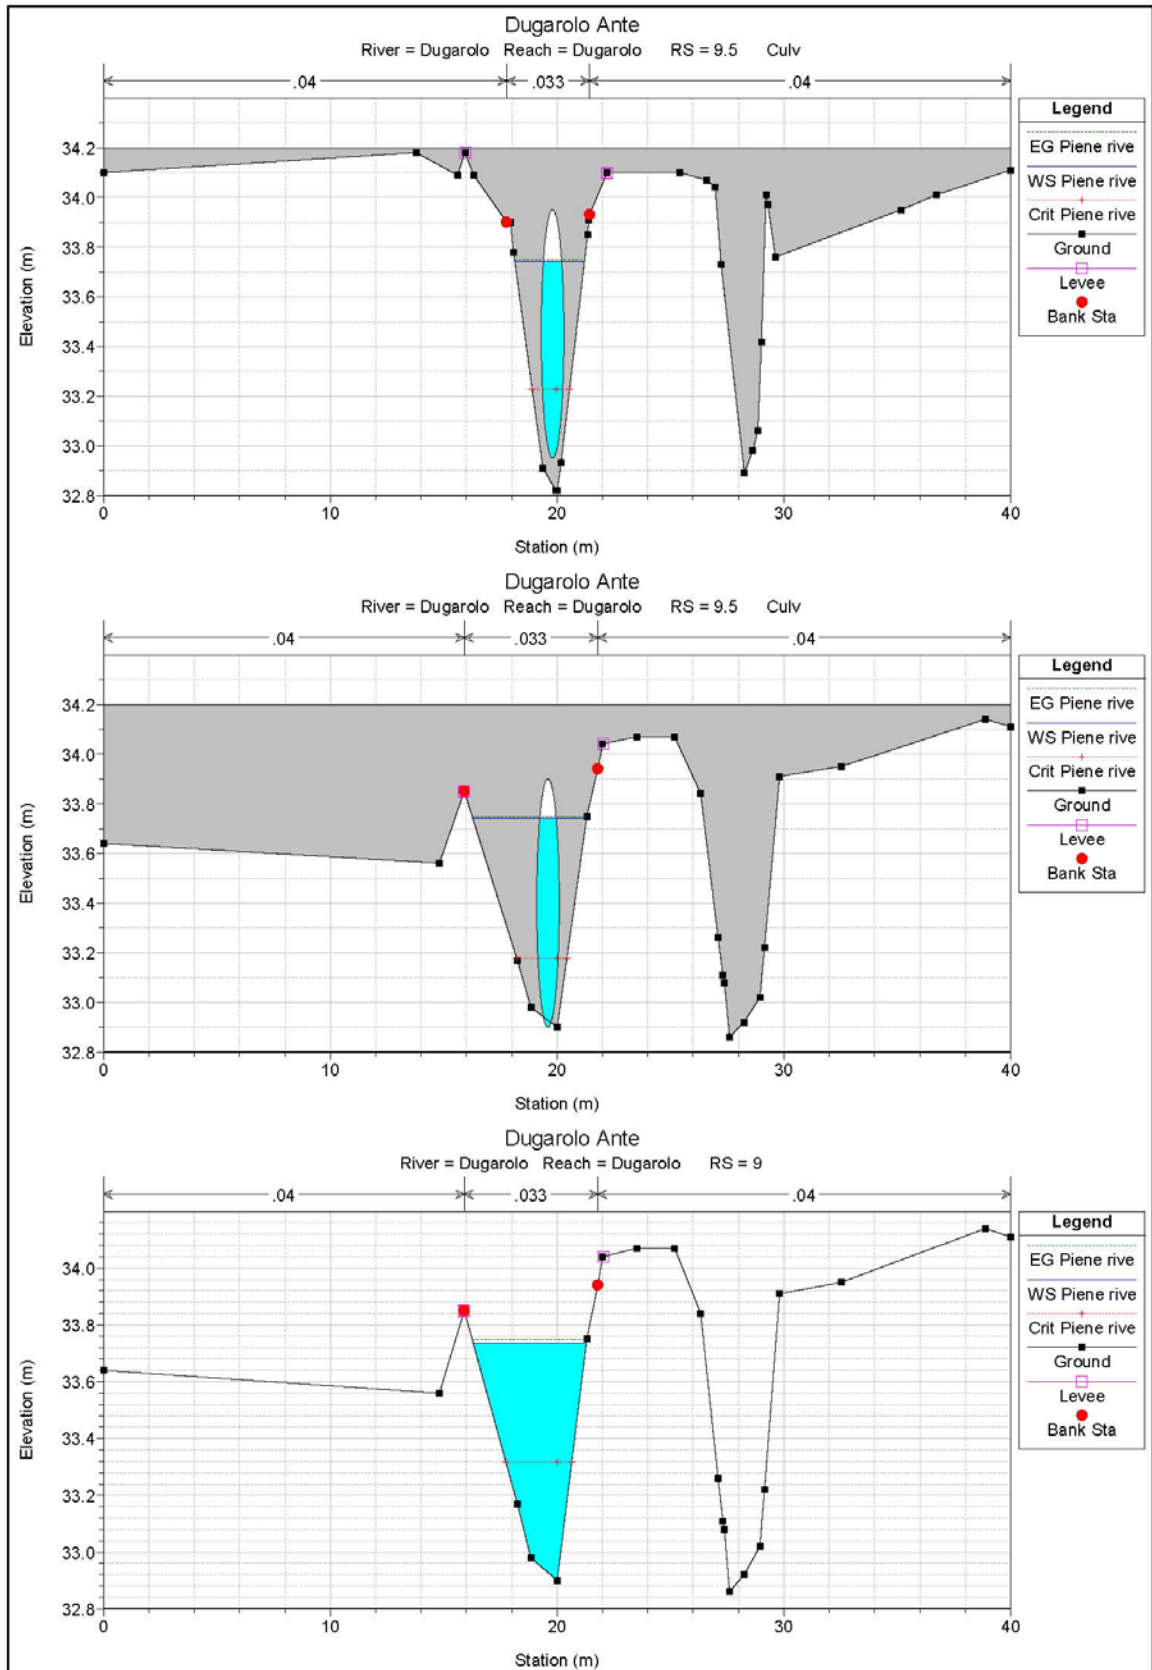 Dugarolo Ante
River = Dugarolo Reach = Dugarolo RS = 9.5 Culv
.04 .033 .04
Legend
EG Piene rive
WS Piene rive
Crit Piene rive
Ground
Levee
Bank Sta
34.2
34.0
33.8
33.6
33.4
33.2
33.0
32.8
Elevation (m)
0 10 20 30 40
Station (m)
Dugarolo Ante
River = Dugarolo Reach = Dugarolo RS = 9.5 Culv
.04 .033 .04
Legend
EG Piene rive
WS Piene rive
Crit Piene rive
Ground
Levee
Bank Sta
34.2
34.0
33.8
33.6
33.4
33.2
33.0
32.8
Elevation (m)
0 10 20 30 40
Station (m)
Dugarolo Ante
River = Dugarolo Reach = Dugarolo RS = 9
.04 .033 .04
Legend
EG Piene rive
WS Piene rive
Crit Piene rive
Ground
Levee
Bank Sta
34.0
33.8
33.6
33.4
33.2
33.0
32.8
Elevation (m)
0 10 20 30 40
Station (m)